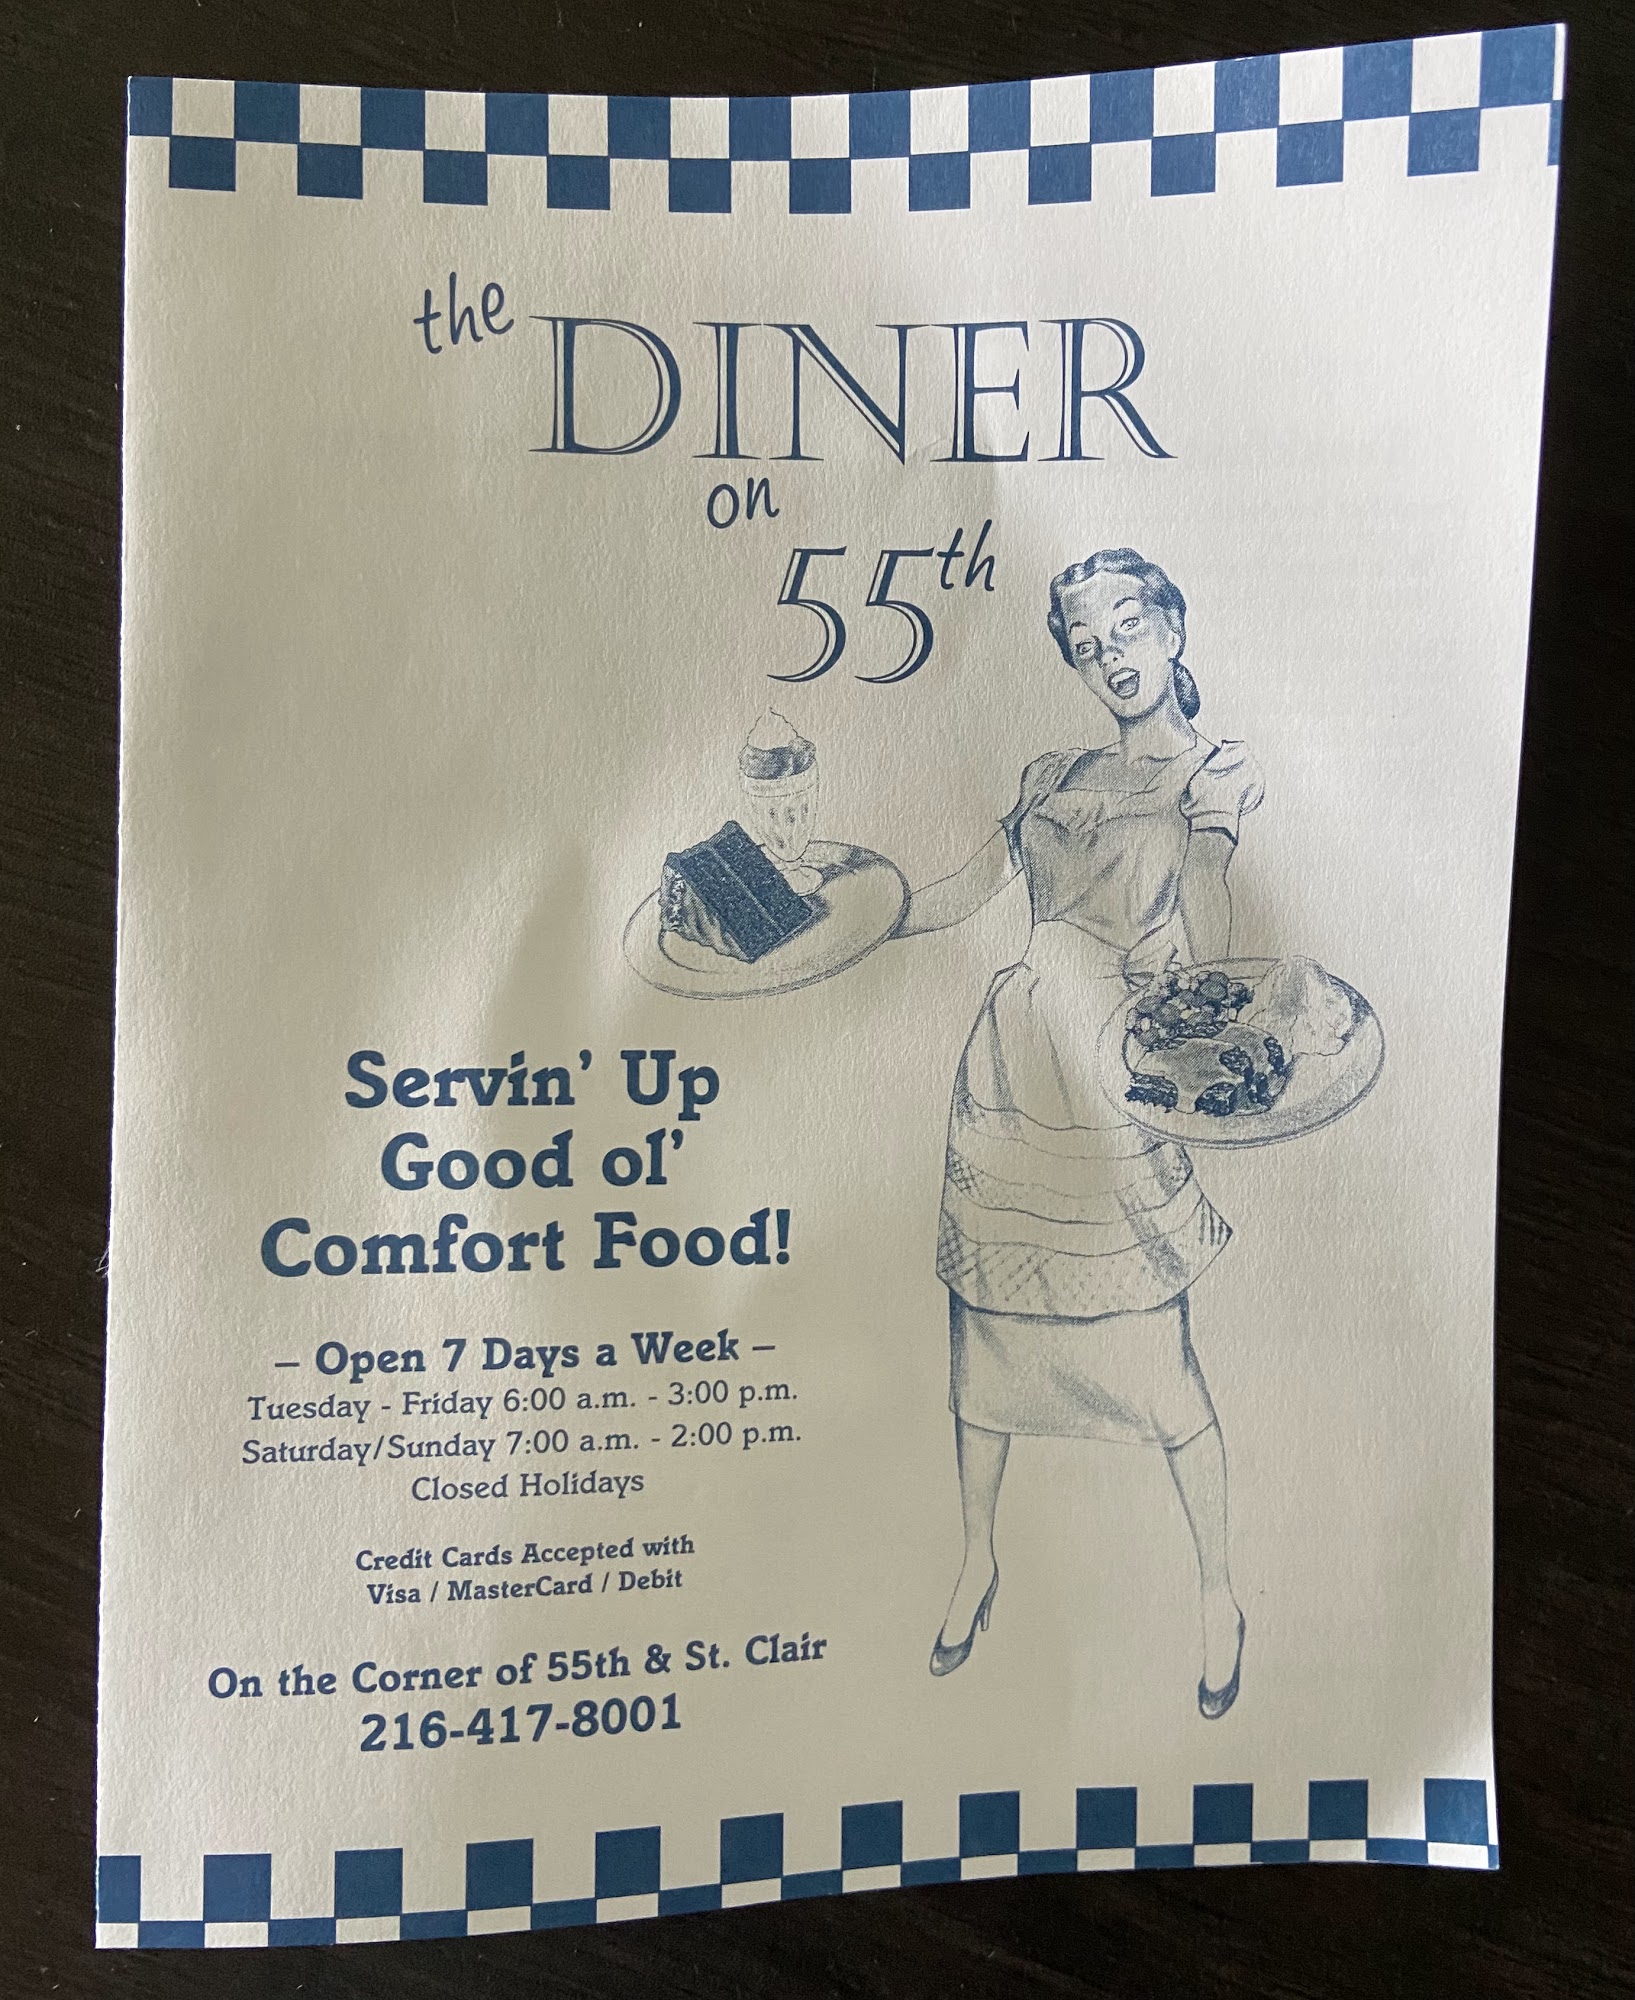 the DINER
on
55th
Servin' Up
Good ol'
Comfort Food!
– Open 7 Days a Week –
Tuesday - Friday 6:00 a.m. - 3:00 p.m.
Saturday/Sunday 7:00 a.m. - 2:00 p.m.
Closed Holidays
Credit Cards Accepted with
Visa / MasterCard / Debit
On the Corner of 55th & St. Clair
216-417-8001